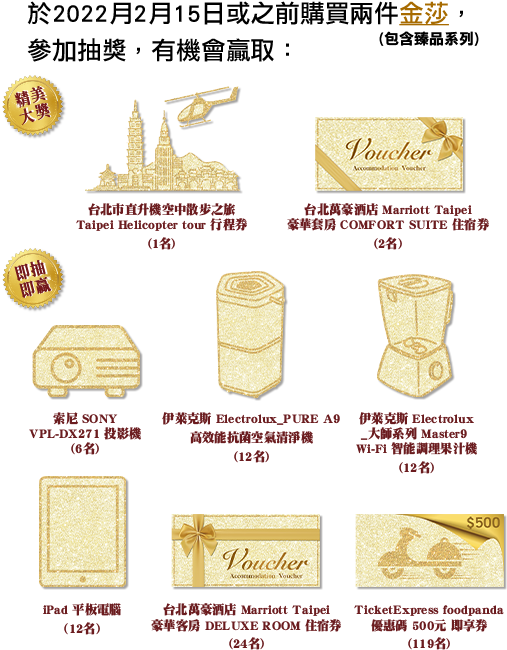 於2022月2月15日或之前購買兩件金莎，
(包含臻品系列)
參加抽獎，有機會贏取：
精美
大獎
Voucher
Accommodation Voucher
台北市直升機空中散步之旅
Taipei Helicopter tour 行程券
(1名)
台北萬豪酒店 Marriott Taipei
豪華套房 COMFORT SUITE 住宿券
(2名)
即抽
即贏
索尼 SONY
VPL-DX271 投影機
(6名)
伊萊克斯 Electrolux_PURE A9
高效能抗菌空氣清淨機
(12名)
伊萊克斯 Electrolux
_大師系列 Master9
Wi-Fi 智能調理果汁機
(12名)
iPad 平板電腦
(12名)
Voucher
Accommodation Voucher
台北萬豪酒店 Marriott Taipei
豪華客房 DELUXE ROOM 住宿券
(24名)
$500
TicketExpress foodpanda
優惠碼 500元 即享券
(119名)